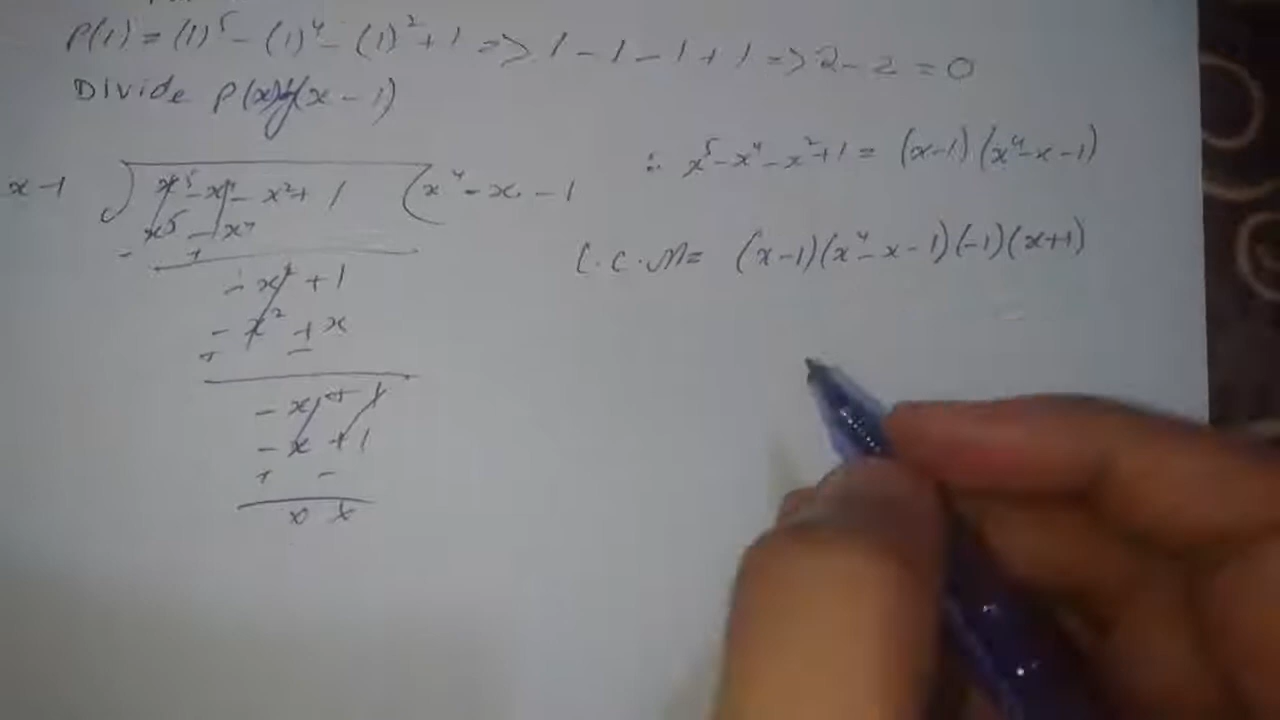 P(1) = (1)⁵ - (1)⁴ - (1)² + 1 => 1 - 1 - 1 + 1 => 2 - 2 = 0
Divide P(x) by (x - 1)
∴ x⁵ - x⁴ - x² + 1 = (x-1)(x⁴ - x - 1)
x - 1 ) x⁵ - x⁴ - x² + 1 ( x⁴ - x - 1
x⁵ - x⁴
- +
L.C.M = (x-1)(x⁴ - x - 1)(-1)(x+1)
- x² + 1
- x² + x
+ -
- x + 1
- x + 1
+ -
x x